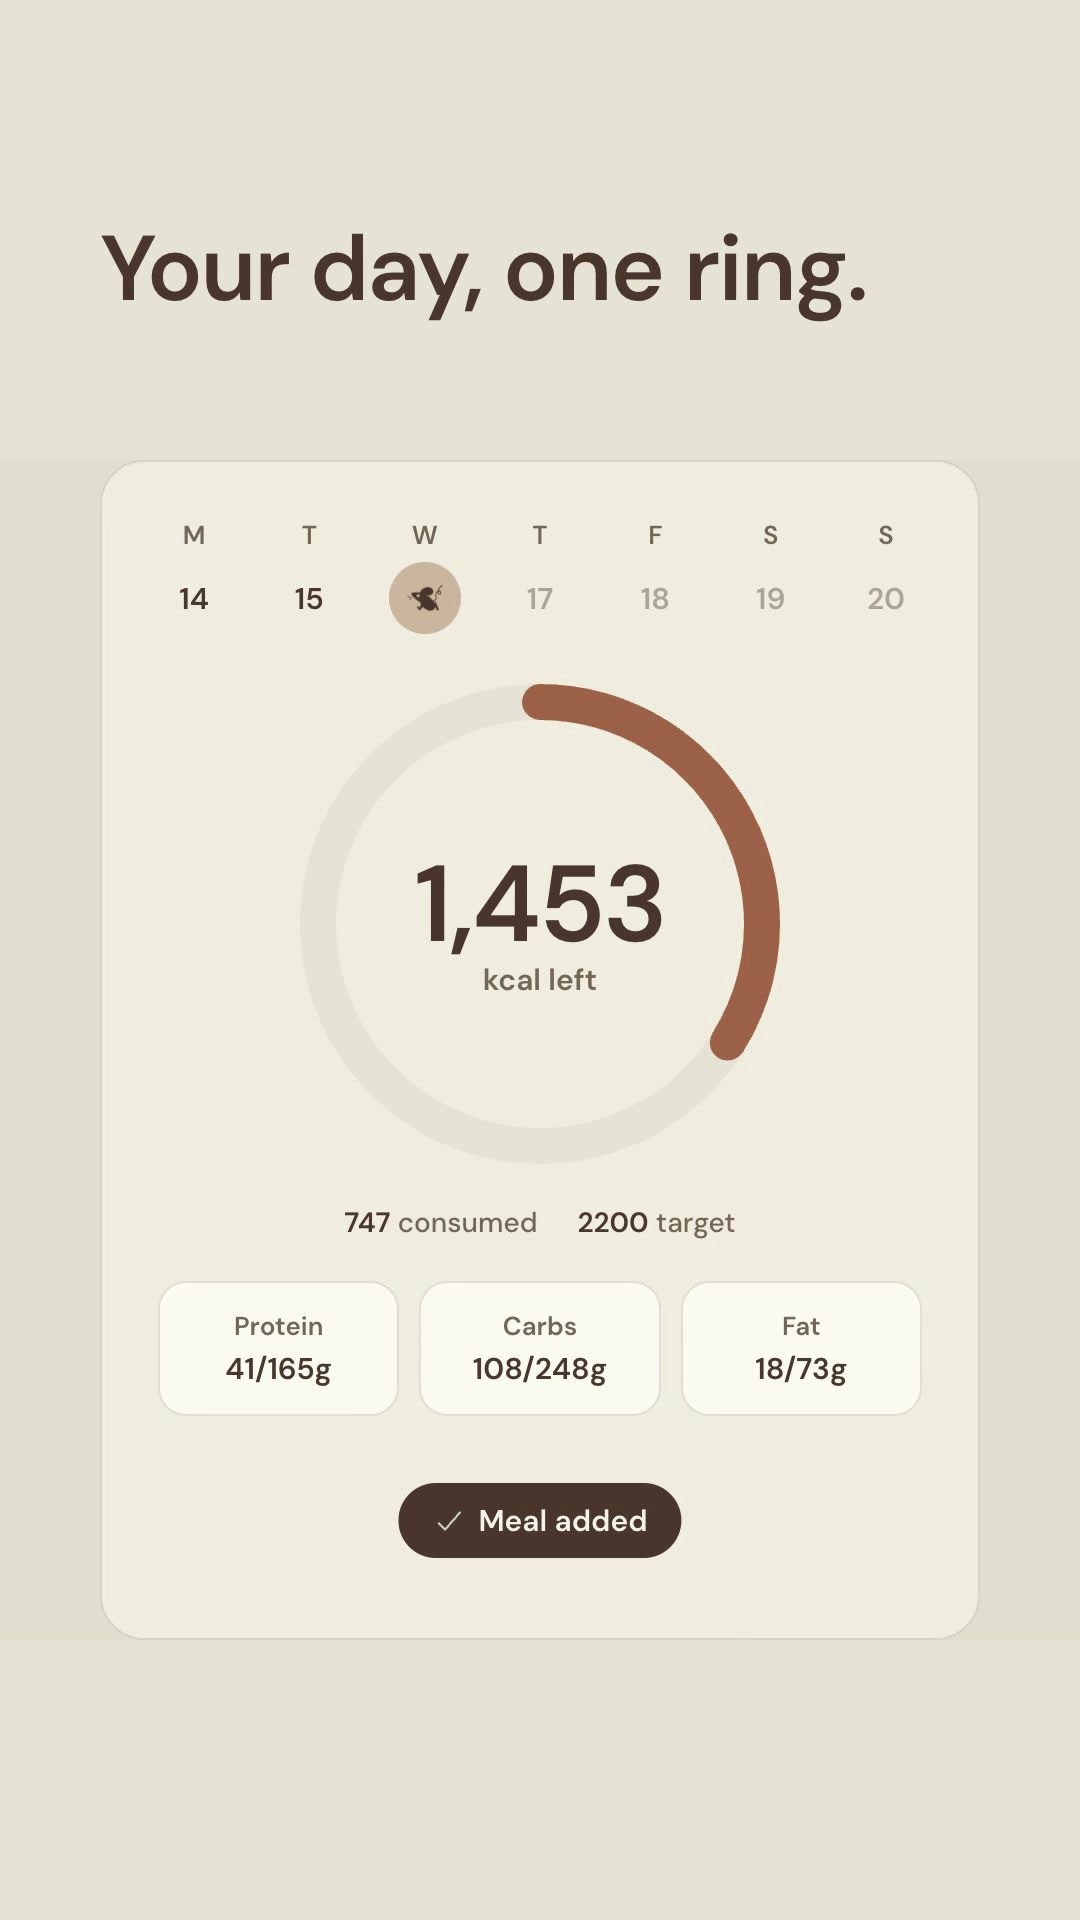 Your day, one ring.
M T W T F S S
14 15 17 18 19 20
1,453
kcal left
747 consumed 2200 target
Protein Carbs Fat
41/165g 108/248g 18/73g
Meal added